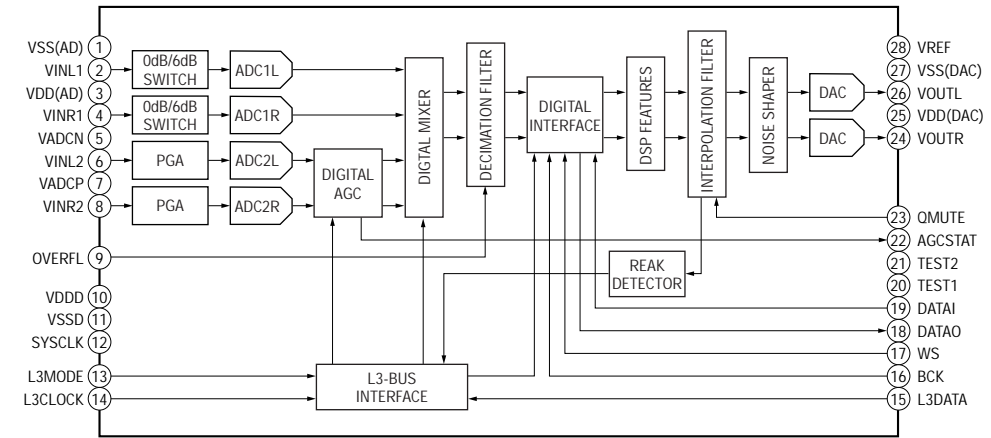 VSS(AD) 1
VINL1 2
VDD(AD) 3
VINR1 4
VADCN 5
VINL2 6
VADCP 7
VINR2 8
OVERFL 9
VDDD 10
VSSD 11
SYSCLK 12
L3MODE 13
L3CLOCK 14
0dB/6dB
SWITCH
ADC1L
0dB/6dB
SWITCH
ADC1R
PGA
ADC2L
PGA
ADC2R
DIGITAL
AGC
DIGTAL MIXER
DECIMATION FILTER
DIGITAL
INTERFACE
DSP FEATURES
INTERPOLATION FILTER
NOISE SHAPER
DAC
DAC
REAK
DETECTOR
L3-BUS
INTERFACE
28 VREF
27 VSS(DAC)
26 VOUTL
25 VDD(DAC)
24 VOUTR
23 QMUTE
22 AGCSTAT
21 TEST2
20 TEST1
19 DATAI
18 DATAO
17 WS
16 BCK
15 L3DATA